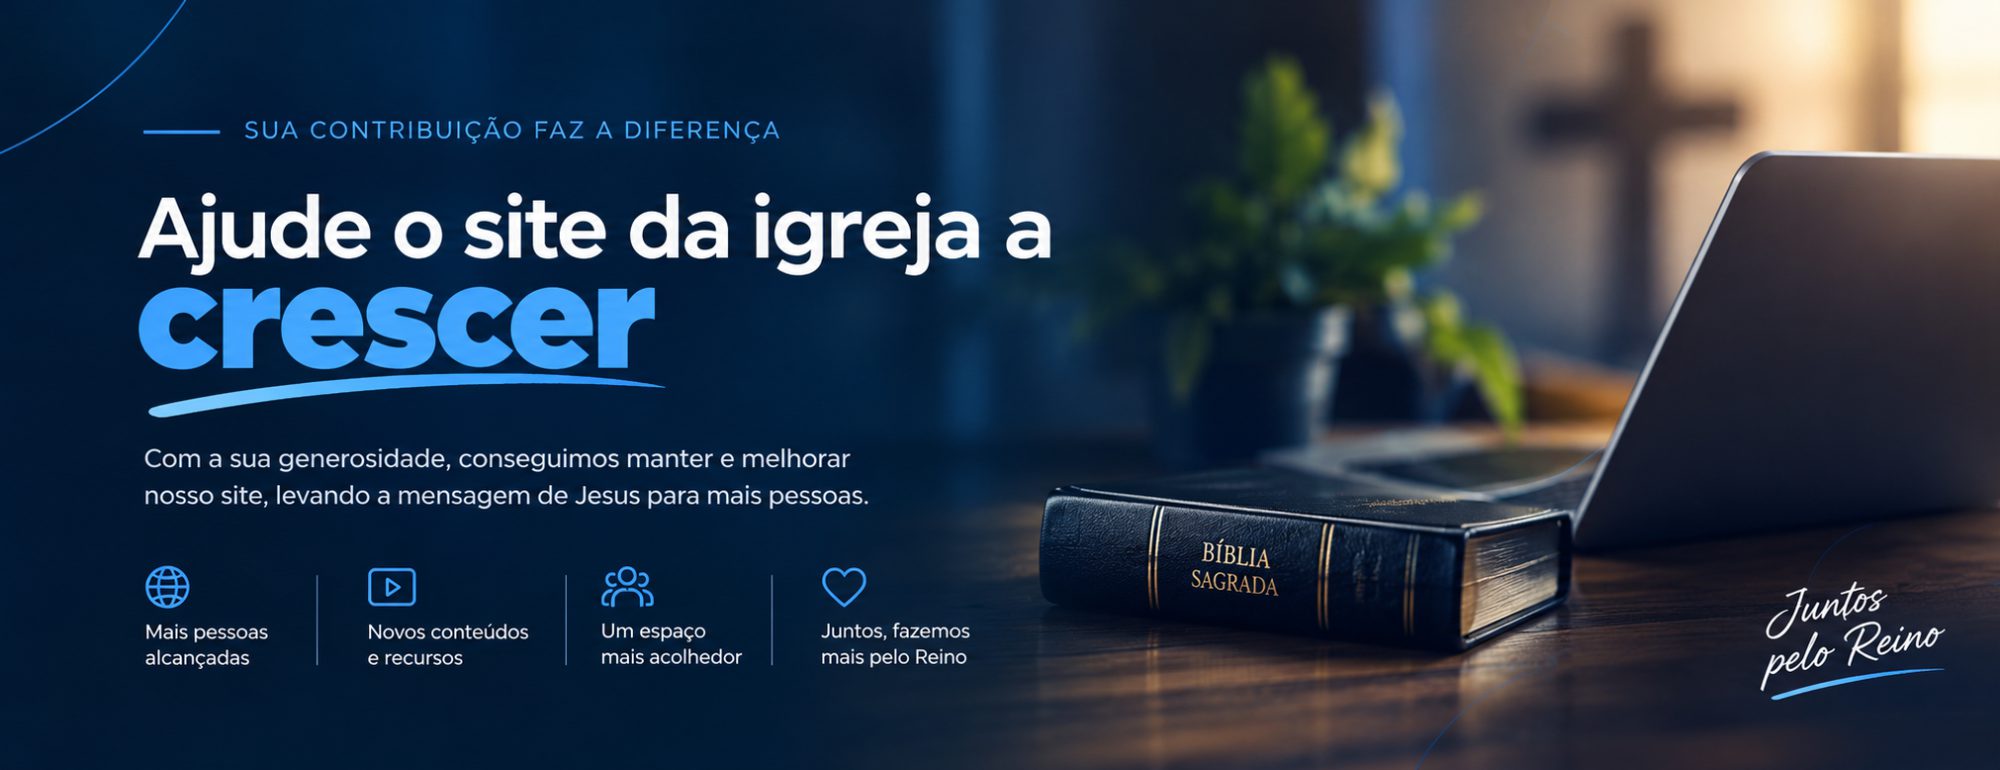 SUA CONTRIBUIÇÃO FAZ A DIFERENÇA
Ajude o site da igreja a
crescer
Com a sua generosidade, conseguimos manter e melhorar
nosso site, levando a mensagem de Jesus para mais pessoas.
Mais pessoas
alcançadas
Novos conteúdos
e recursos
Um espaço
mais acolhedor
Juntos, fazemos
mais pelo Reino
BÍBLIA
SAGRADA
Juntos
pelo Reino